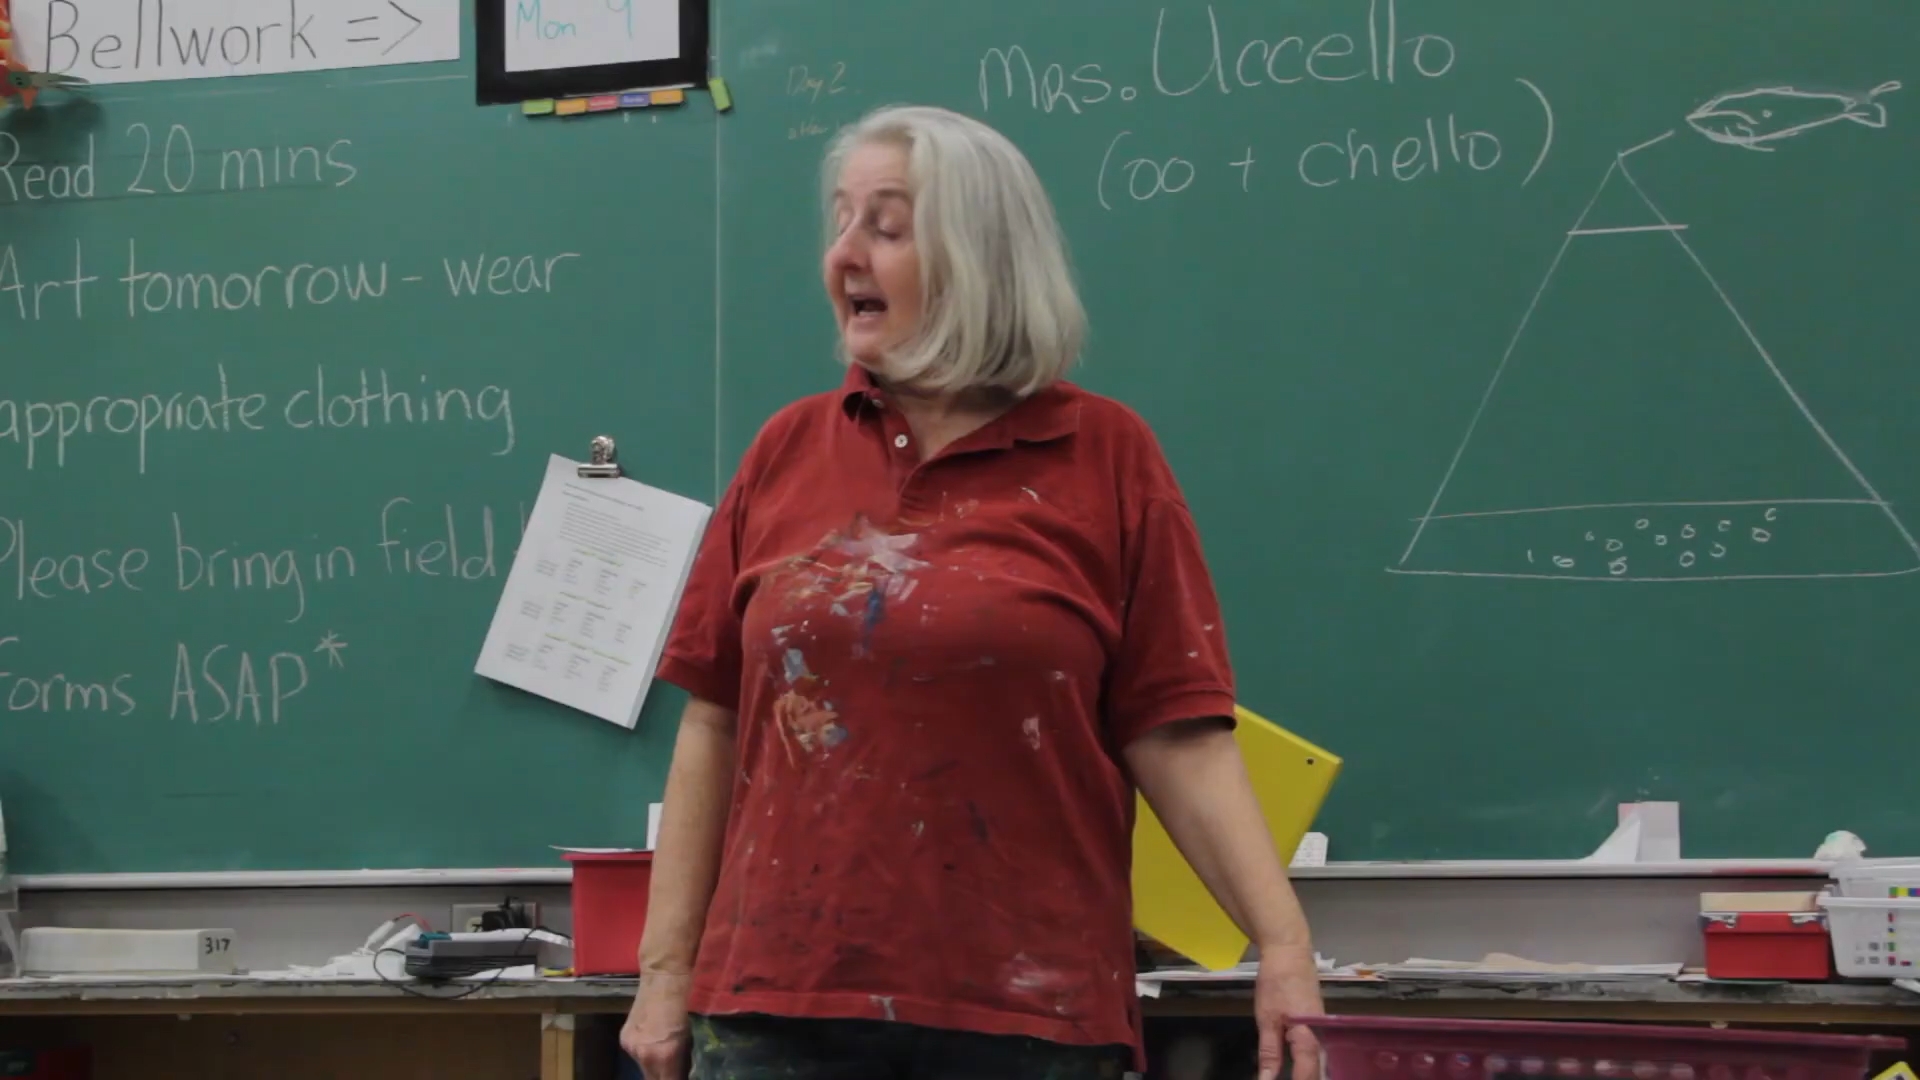 Bellwork =>
Mon 9
Read 20 mins
Art tomorrow - wear
appropriate clothing
Please bring in field
forms ASAP*
Day 2
Mrs. Uccello
(oo + chello)
317